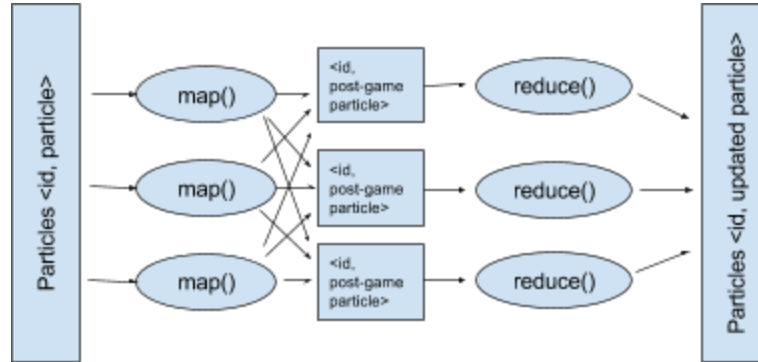 Particles <id, particle>
map()
map()
map()
<id,
post-game
particle>
<id,
post-game
particle>
<id,
post-game
particle>
reduce()
reduce()
reduce()
Particles <id, updated particle>